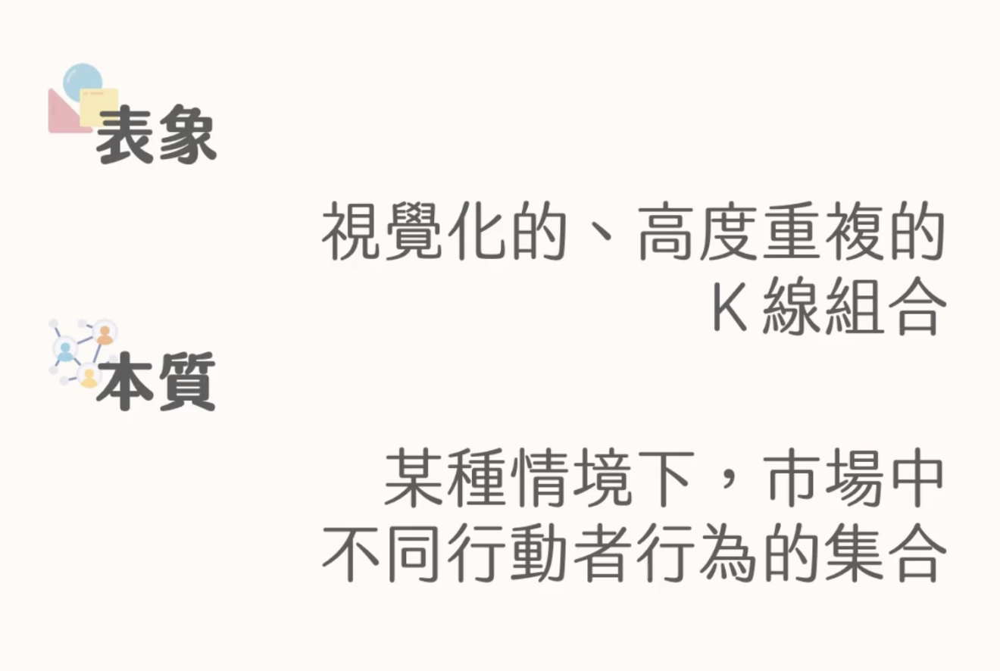 表象
視覺化的、高度重複的
K 線組合
本質
某種情境下，市場中
不同行動者行為的集合